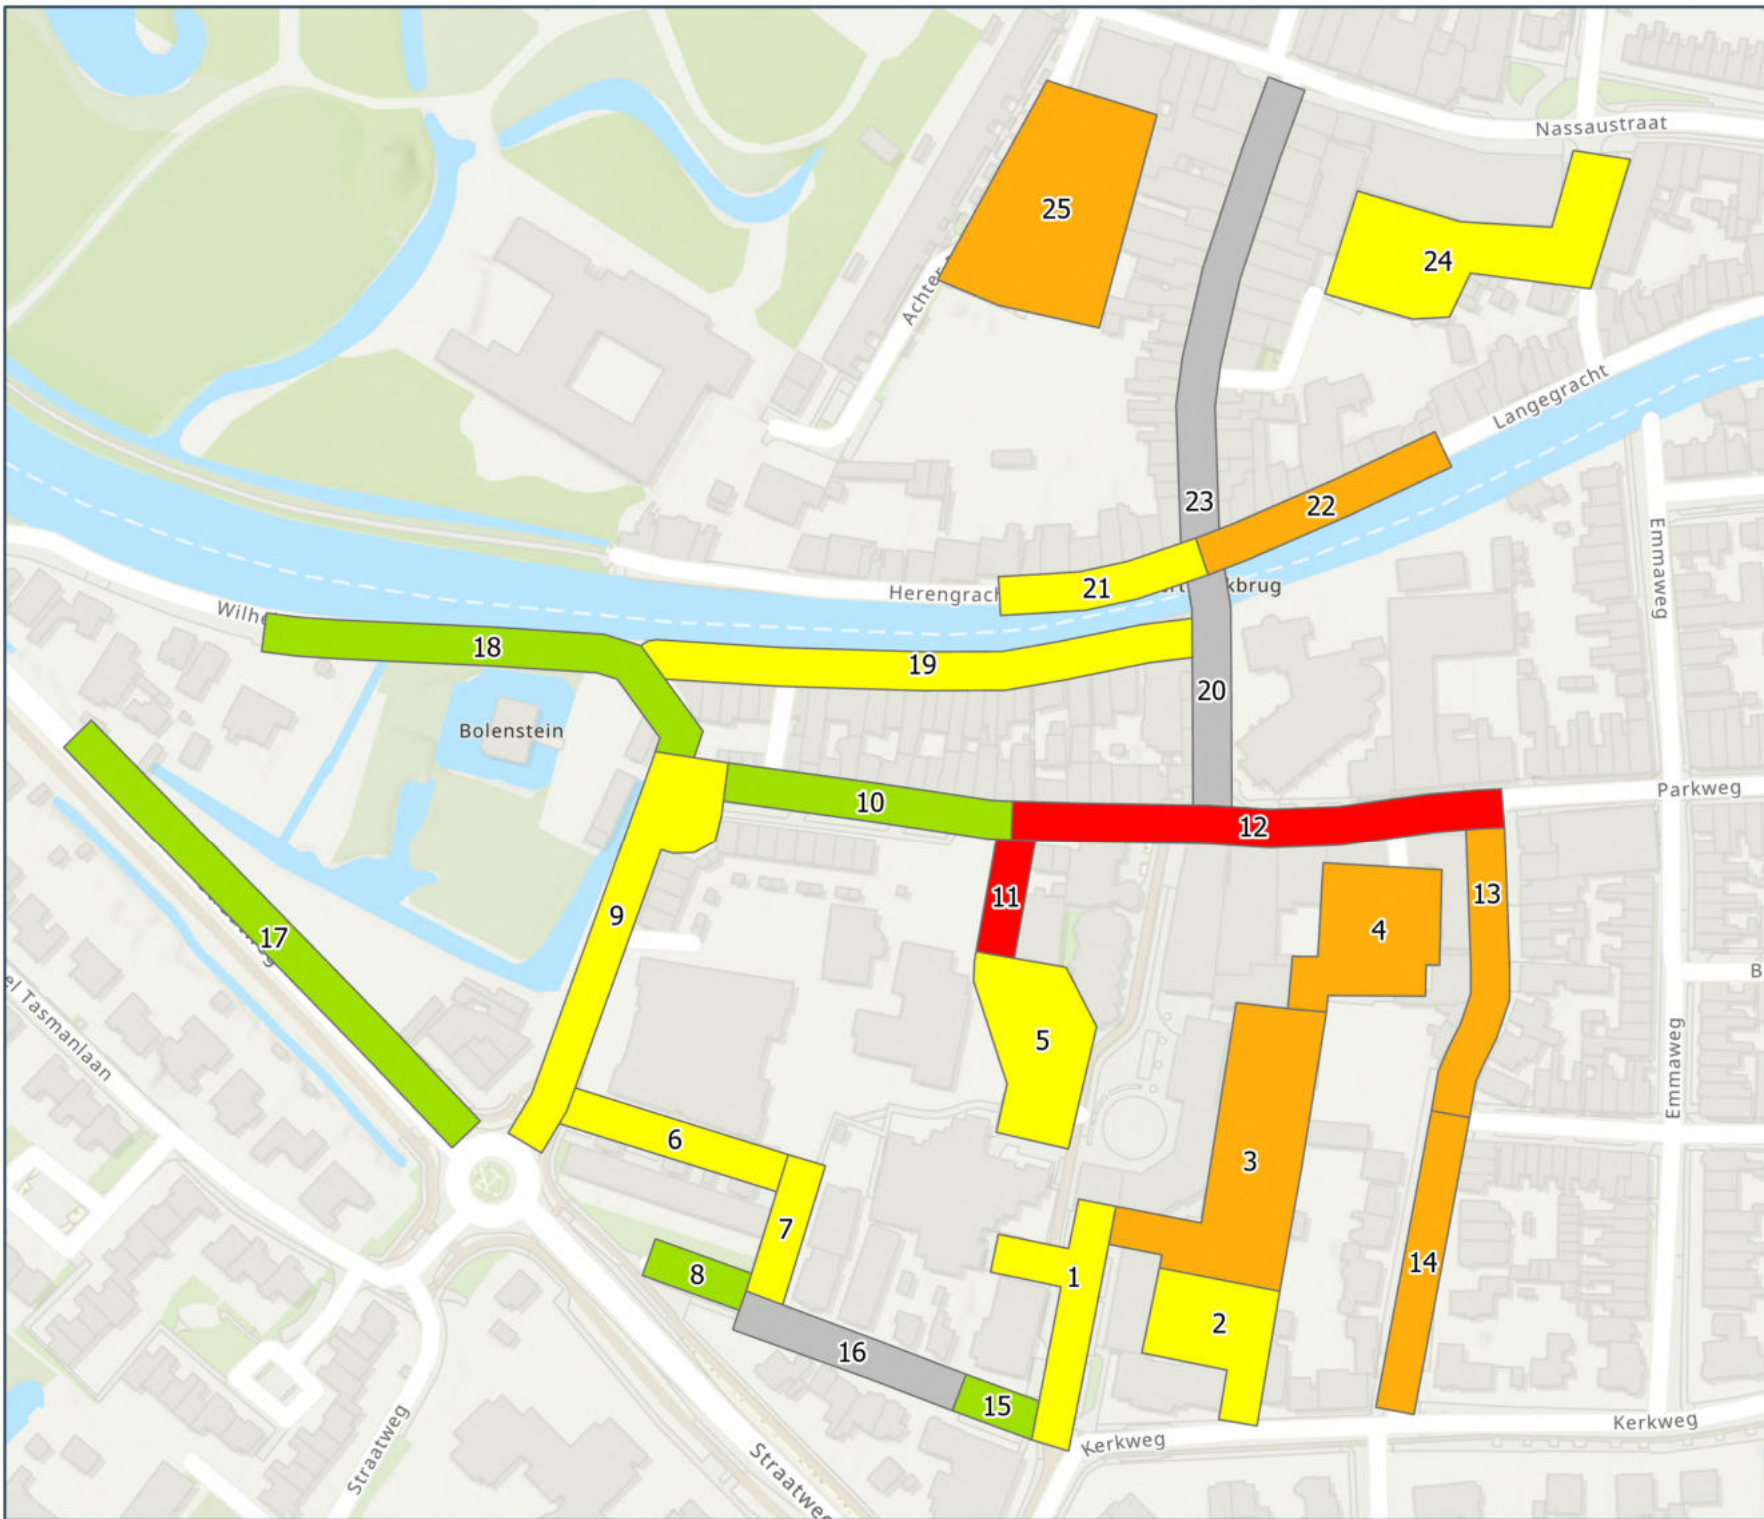 Nassaustraat
25
24
Achter
Langegracht
23
22
Emmaweg
21
Herengrach
kbrug
Wilhe
18
19
20
Bolenstein
Parkweg
10
12
11
13
9
4
17
el Tasmanlaan
B
5
Emmaweg
6
3
7
8
1
14
2
16
15
Kerkweg
Kerkweg
Straatweg
Straatweg